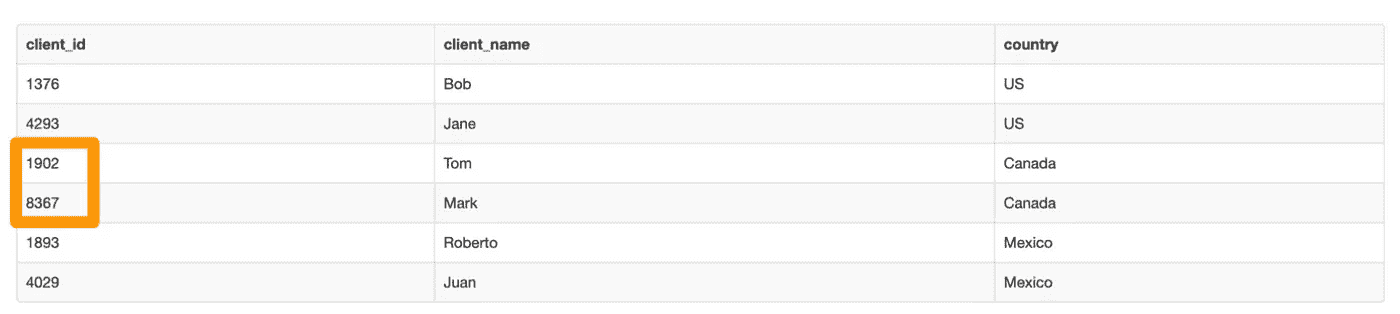 client_id client_name country
1376 Bob US
4293 Jane US
1902 Tom Canada
8367 Mark Canada
1893 Roberto Mexico
4029 Juan Mexico